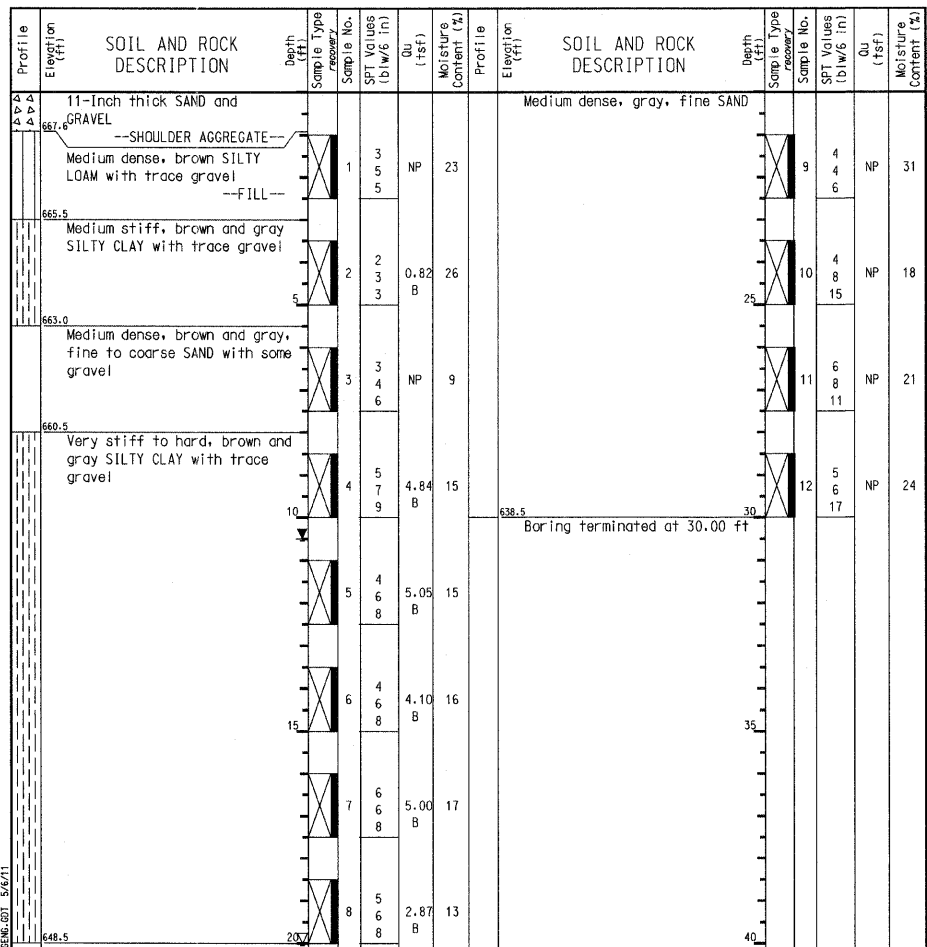 Profile
Elevation (ft)
SOIL AND ROCK DESCRIPTION
Depth (ft)
Sample Type recovery
Sample No.
SPT Values (blw/6 in)
Qu (tsf)
Moisture Content (%)
Profile
Elevation (ft)
SOIL AND ROCK DESCRIPTION
Depth (ft)
Sample Type recovery
Sample No.
SPT Values (blw/6 in)
Qu (tsf)
Moisture Content (%)
11-Inch thick SAND and
667.6 GRAVEL
--SHOULDER AGGREGATE--
Medium dense, brown SILTY
LOAM with trace gravel
--FILL--
1 3 5 5 NP 23
665.5
Medium stiff, brown and gray
SILTY CLAY with trace gravel
2 2 3 3 0.82 B 26
5
663.0
Medium dense, brown and gray,
fine to coarse SAND with some
gravel
3 3 4 6 NP 9
660.5
Very stiff to hard, brown and
gray SILTY CLAY with trace
gravel
4 5 7 9 4.84 B 15
10
5 4 6 8 5.05 B 15
6 4 6 8 4.10 B 16
15
7 6 6 8 5.00 B 17
8 5 6 8 2.87 B 13
648.5 20
Medium dense, gray, fine SAND
9 4 4 6 NP 31
10 4 8 15 NP 18
25
11 6 8 11 NP 21
12 5 6 17 NP 24
638.5 30
Boring terminated at 30.00 ft
35
40
GENG.GDT 5/6/11